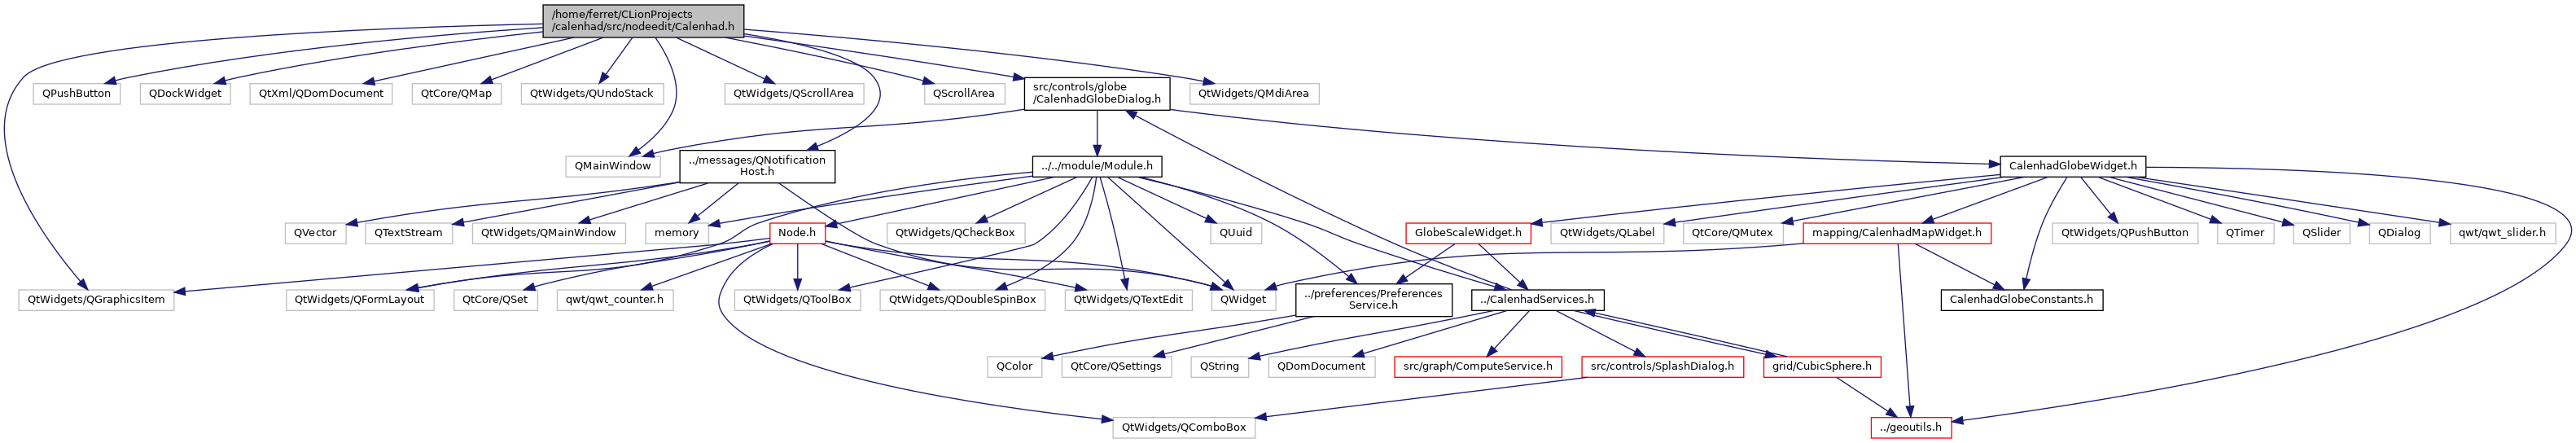 /home/ferret/CLionProjects
/calenhad/src/nodeedit/Calenhad.h
QPushButton
QDockWidget
QtXml/QDomDocument
QtCore/QMap
QtWidgets/QUndoStack
QtWidgets/QScrollArea
QScrollArea
src/controls/globe
/CalenhadGlobeDialog.h
QtWidgets/QMdiArea
QMainWindow
../messages/QNotification
Host.h
../../module/Module.h
CalenhadGlobeWidget.h
QVector
QTextStream
QtWidgets/QMainWindow
memory
Node.h
QtWidgets/QCheckBox
QUuid
GlobeScaleWidget.h
QtWidgets/QLabel
QtCore/QMutex
mapping/CalenhadMapWidget.h
QtWidgets/QPushButton
QTimer
QSlider
QDialog
qwt/qwt_slider.h
QtWidgets/QGraphicsItem
QtWidgets/QFormLayout
QtCore/QSet
qwt/qwt_counter.h
QtWidgets/QToolBox
QtWidgets/QDoubleSpinBox
QtWidgets/QTextEdit
QWidget
../preferences/Preferences
Service.h
../CalenhadServices.h
CalenhadGlobeConstants.h
QColor
QtCore/QSettings
QString
QDomDocument
src/graph/ComputeService.h
src/controls/SplashDialog.h
grid/CubicSphere.h
QtWidgets/QComboBox
../geoutils.h